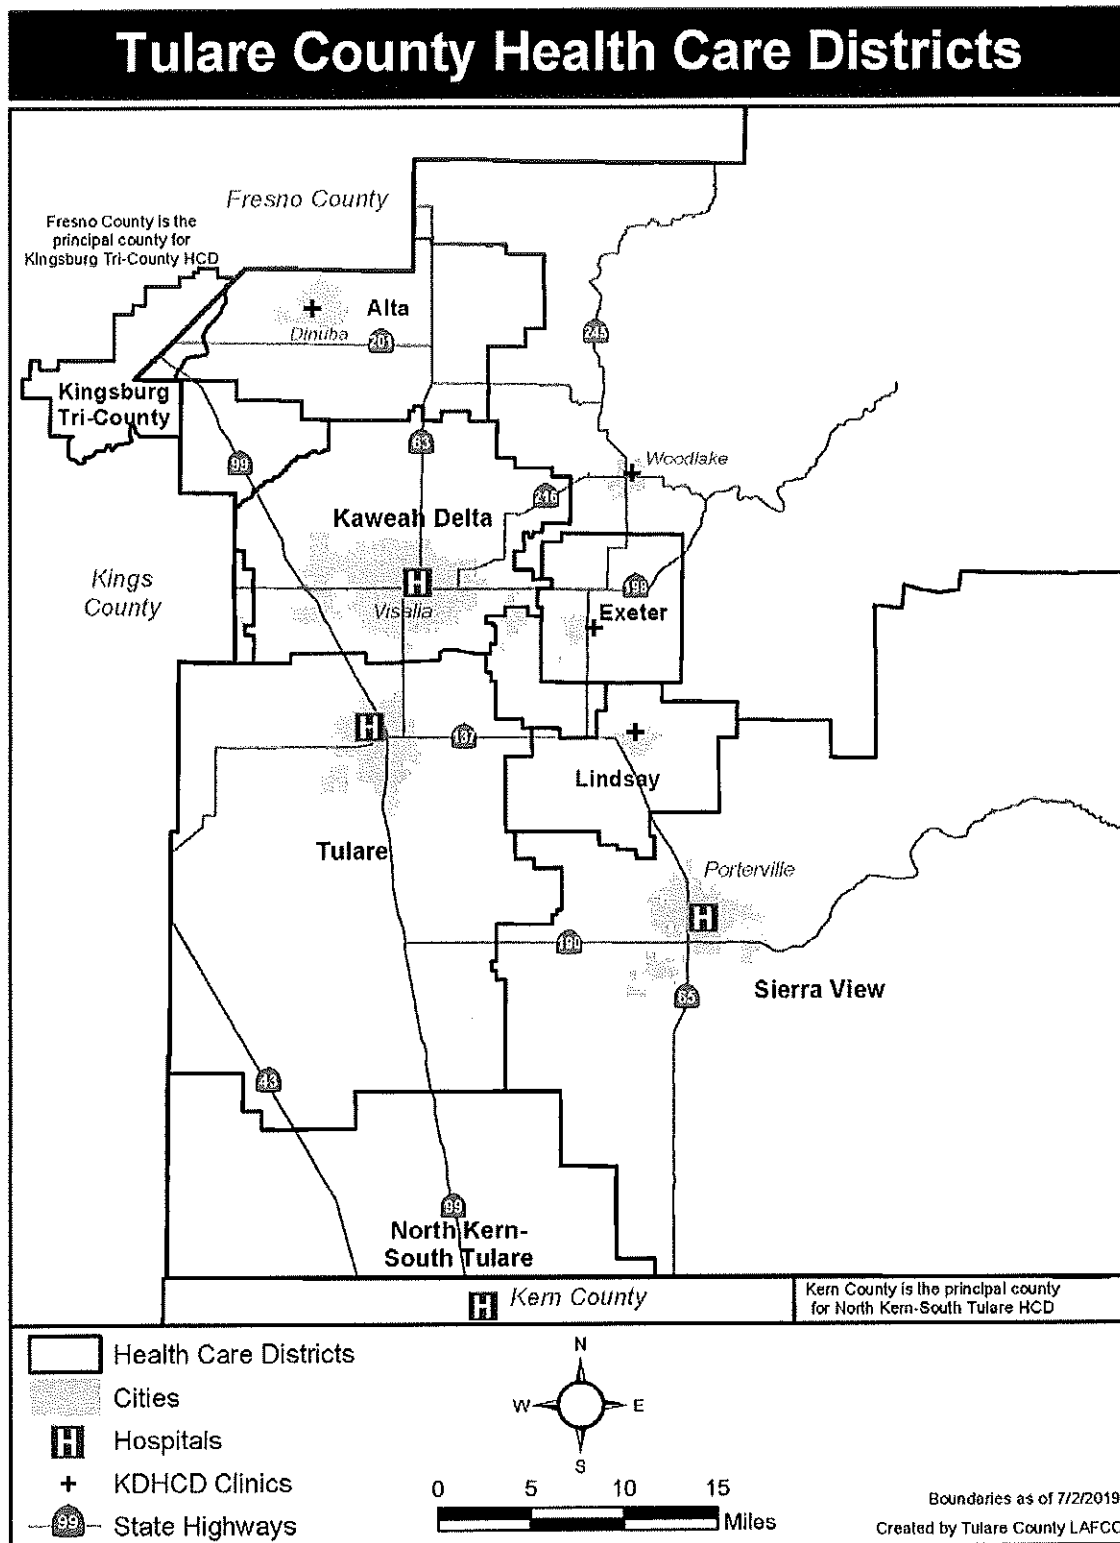 Tulare County Health Care Districts
Fresno County
Fresno County is the
principal county for
Kingsburg Tri-County HCD
Alta
Dinuba
201
245
Kingsburg
Tri-County
63
99
Woodlake
216
Kaweah Delta
Kings
County
198
Visalia
Exeter
137
Lindsay
Tulare
Porterville
190
Sierra View
65
43
99
North Kern-
South Tulare
Kern County
Kern County is the principal county
for North Kern-South Tulare HCD
Health Care Districts
Cities
H Hospitals
KDHCD Clinics
99 State Highways
N
W E
S
0 5 10 15
Miles
Boundaries as of 7/2/2019
Created by Tulare County LAFCO